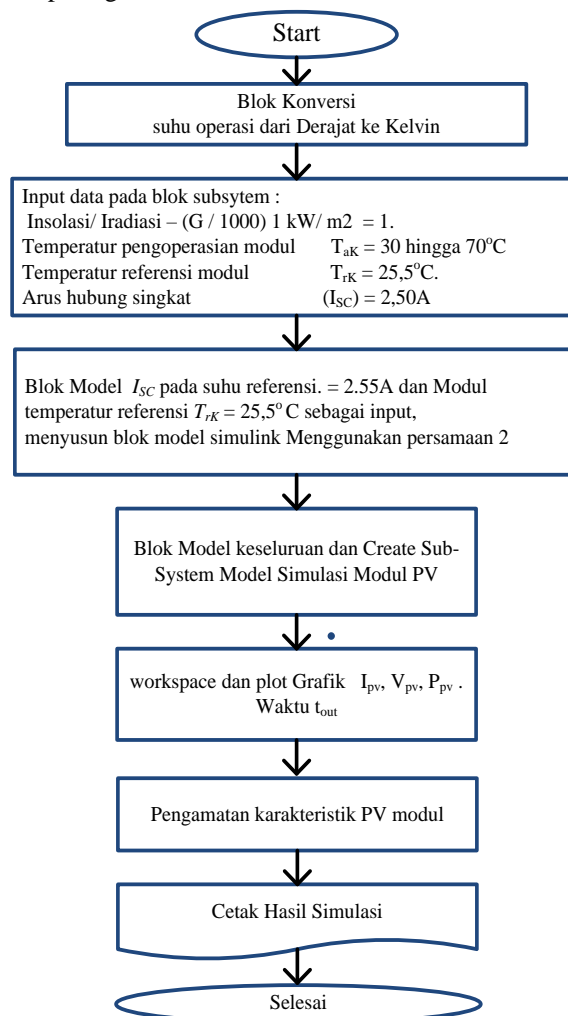 Start
Blok Konversi
suhu operasi dari Derajat ke Kelvin
Input data pada blok subsytem :
Insolasi/ Iradiasi – (G / 1000) 1 kW/ m2 = 1.
Temperatur pengoperasian modul T_aK = 30 hingga 70°C
Temperatur referensi modul T_rK = 25,5°C.
Arus hubung singkat (I_SC) = 2,50A
Blok Model I_SC pada suhu referensi. = 2.55A dan Modul
temperatur referensi T_rK = 25,5° C sebagai input,
menyusun blok model simulink Menggunakan persamaan 2
Blok Model keseluruan dan Create Sub-
System Model Simulasi Modul PV
workspace dan plot Grafik I_pv, V_pv, P_pv .
Waktu t_out
Pengamatan karakteristik PV modul
Cetak Hasil Simulasi
Selesai